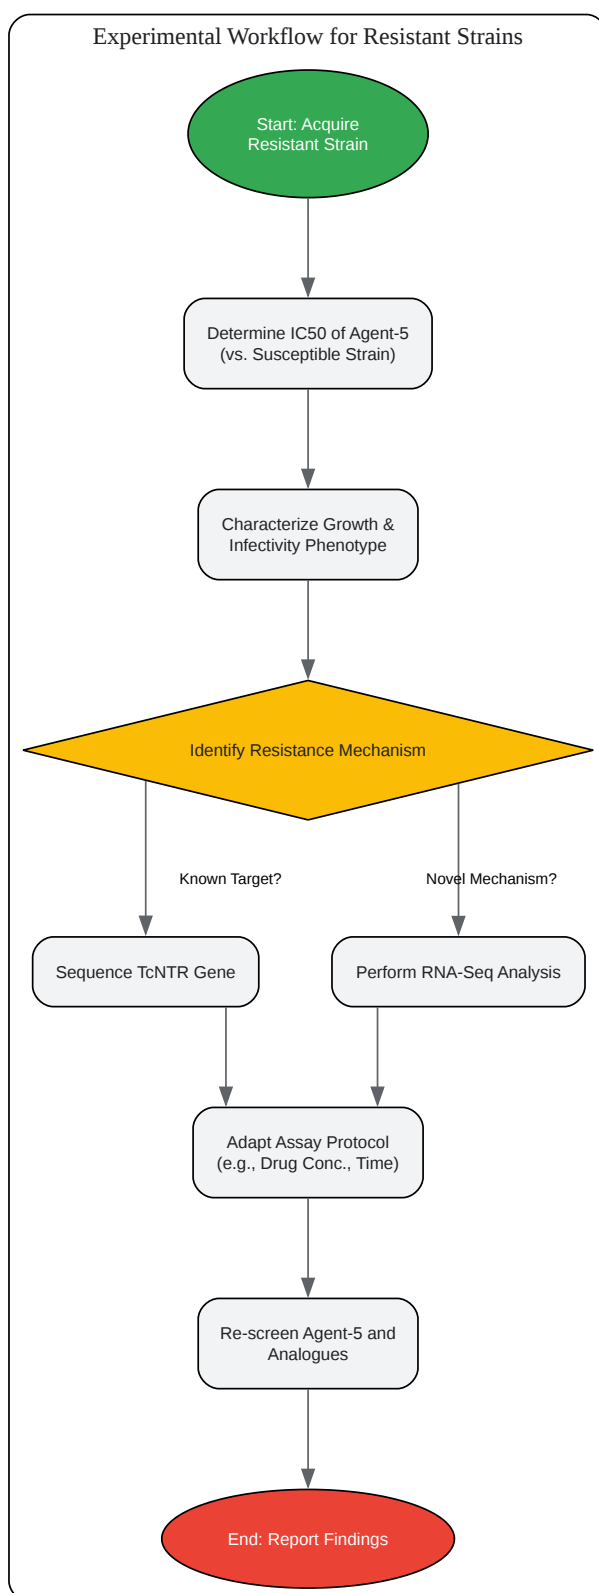 Experimental Workflow for Resistant Strains
Start: Acquire
Resistant Strain
Determine IC50 of Agent-5
(vs. Susceptible Strain)
Characterize Growth &
Infectivity Phenotype
Identify Resistance Mechanism
Known Target?
Novel Mechanism?
Sequence TcNTR Gene
Perform RNA-Seq Analysis
Adapt Assay Protocol
(e.g., Drug Conc., Time)
Re-screen Agent-5 and
Analogues
End: Report Findings